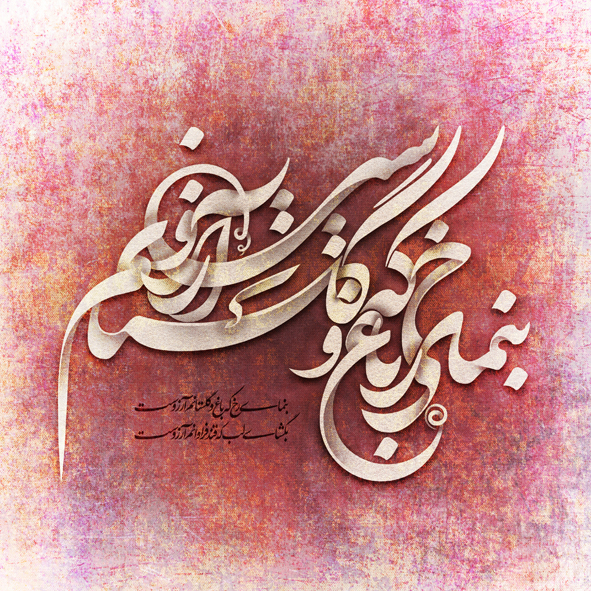 بنمای رخ که باغ و گلستانم آرزوست
بنمای رخ که باغ و گلستانم آرزوست
بگشای لب که قند فراوانم آرزوست